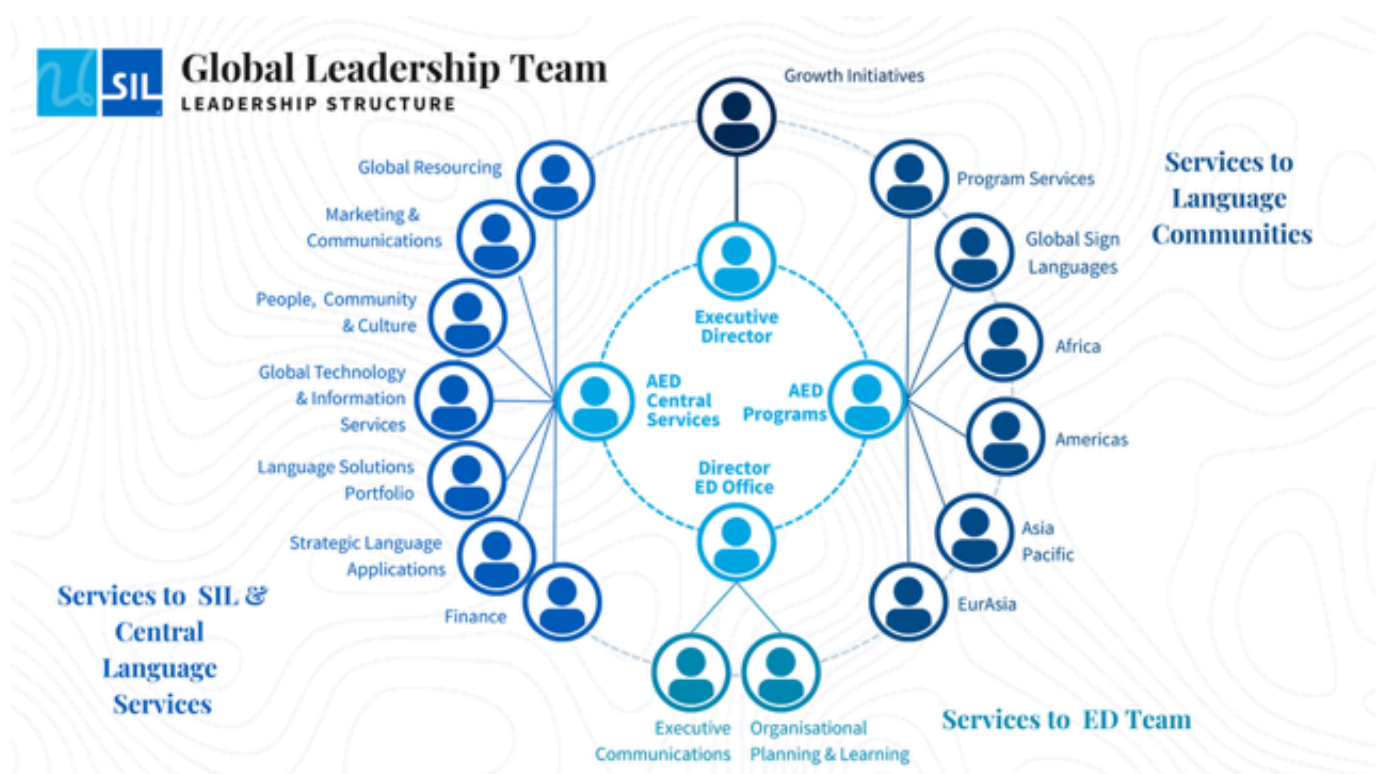 SIL
Global Leadership Team
LEADERSHIP STRUCTURE
Growth Initiatives
Global Resourcing
Marketing &
Communications
People, Community
& Culture
Global Technology
& Information
Services
Language Solutions
Portfolio
Strategic Language
Applications
Finance
Services to SIL &
Central
Language
Services
Executive
Director
AED
Central
Services
AED
Programs
Director
ED Office
Program Services
Global Sign
Languages
Africa
Americas
Asia
Pacific
EurAsia
Services to
Language
Communities
Executive
Communications
Organisational
Planning & Learning
Services to ED Team